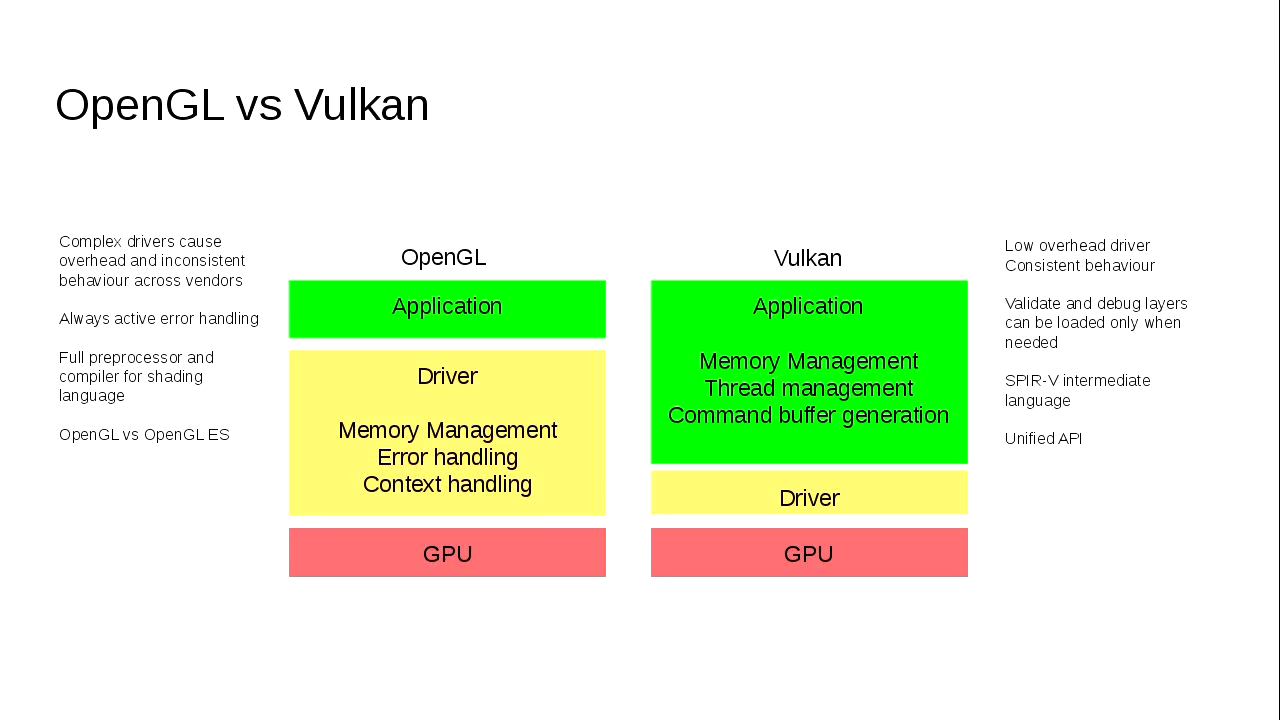 OpenGL vs Vulkan
Complex drivers cause
overhead and inconsistent
behaviour across vendors
Always active error handling
Full preprocessor and
compiler for shading
language
OpenGL vs OpenGL ES
OpenGL
Application
Driver
Memory Management
Error handling
Context handling
GPU
Vulkan
Application
Memory Management
Thread management
Command buffer generation
Driver
GPU
Low overhead driver
Consistent behaviour
Validate and debug layers
can be loaded only when
needed
SPIR-V intermediate
language
Unified API